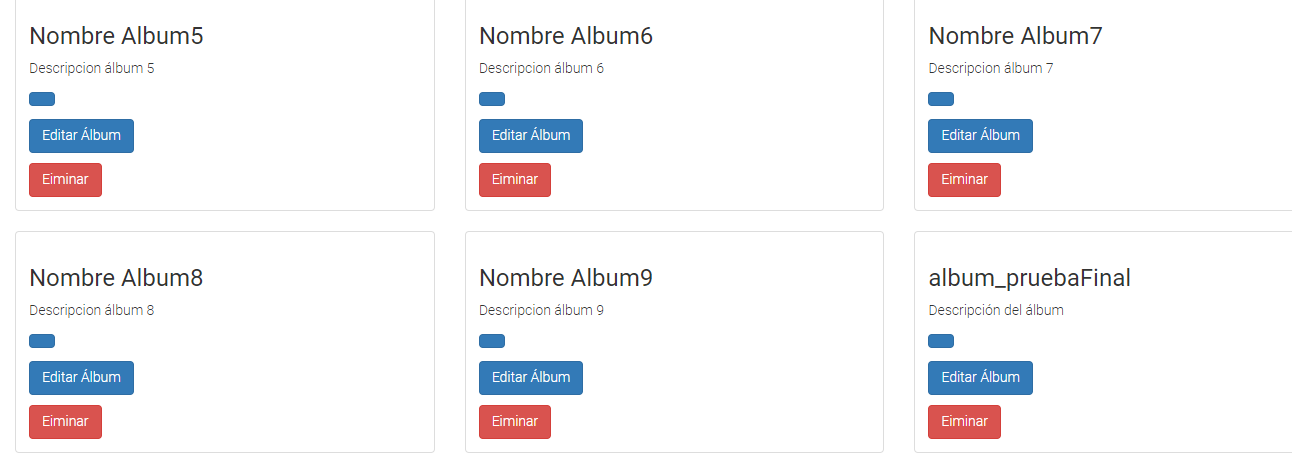 Nombre Album5
Descripcion álbum 5
Editar Álbum
Eiminar
Nombre Album6
Descripcion álbum 6
Editar Álbum
Eiminar
Nombre Album7
Descripcion álbum 7
Editar Álbum
Eiminar
Nombre Album8
Descripcion álbum 8
Editar Álbum
Eiminar
Nombre Album9
Descripcion álbum 9
Editar Álbum
Eiminar
album_pruebaFinal
Descripción del álbum
Editar Álbum
Eiminar